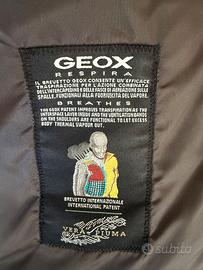 GEOX
RESPIRA
IL BREVETTO GEOX CONSENTE UN'EFFICACE
TRASPIRAZIONE PER L'AZIONE COMBINATA
DELL'INTERCAPEDINE E DELLE FASCE DI AERAZIONE SULLE
SPALLE, FUNZIONALI ALLA FUORIUSCITA DEL VAPORE.
BREATHES
THE GEOX PATENT IMPROVES TRANSPIRATION AS THE
INTERSPACE LAYER INSIDE AND THE VENTILATION BANDS
ON THE SHOULDERS ARE FUNCTIONAL TO LET EXCESS
BODY THERMAL VAPOUR OUT.
BREVETTO INTERNAZIONALE
INTERNATIONAL PATENT
VERA PIUMA
subito